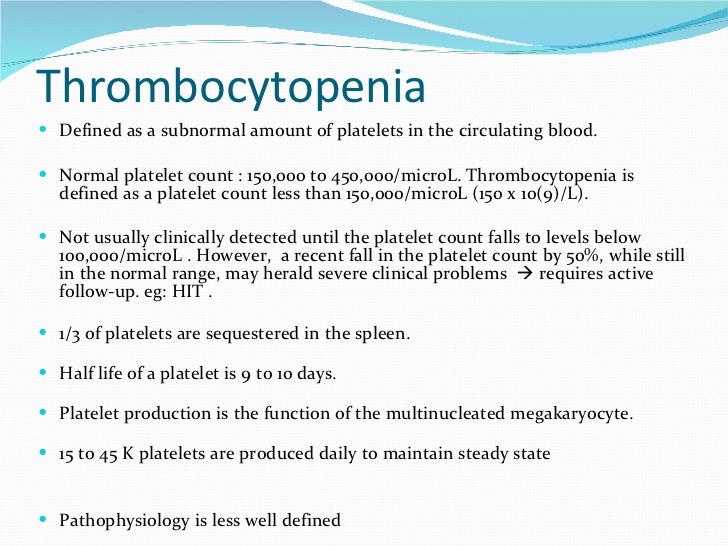 Thrombocytopenia
• Defined as a subnormal amount of platelets in the circulating blood.
• Normal platelet count : 150,000 to 450,000/microL. Thrombocytopenia is
defined as a platelet count less than 150,000/microL (150 x 10(9)/L).
• Not usually clinically detected until the platelet count falls to levels below
100,000/microL . However,  a recent fall in the platelet count by 50%, while still
in the normal range, may herald severe clinical problems → requires active
follow-up. eg: HIT .
• 1/3 of platelets are sequestered in the spleen.
• Half life of a platelet is 9 to 10 days.
• Platelet production is the function of the multinucleated megakaryocyte.
• 15 to 45 K platelets are produced daily to maintain steady state
• Pathophysiology is less well defined